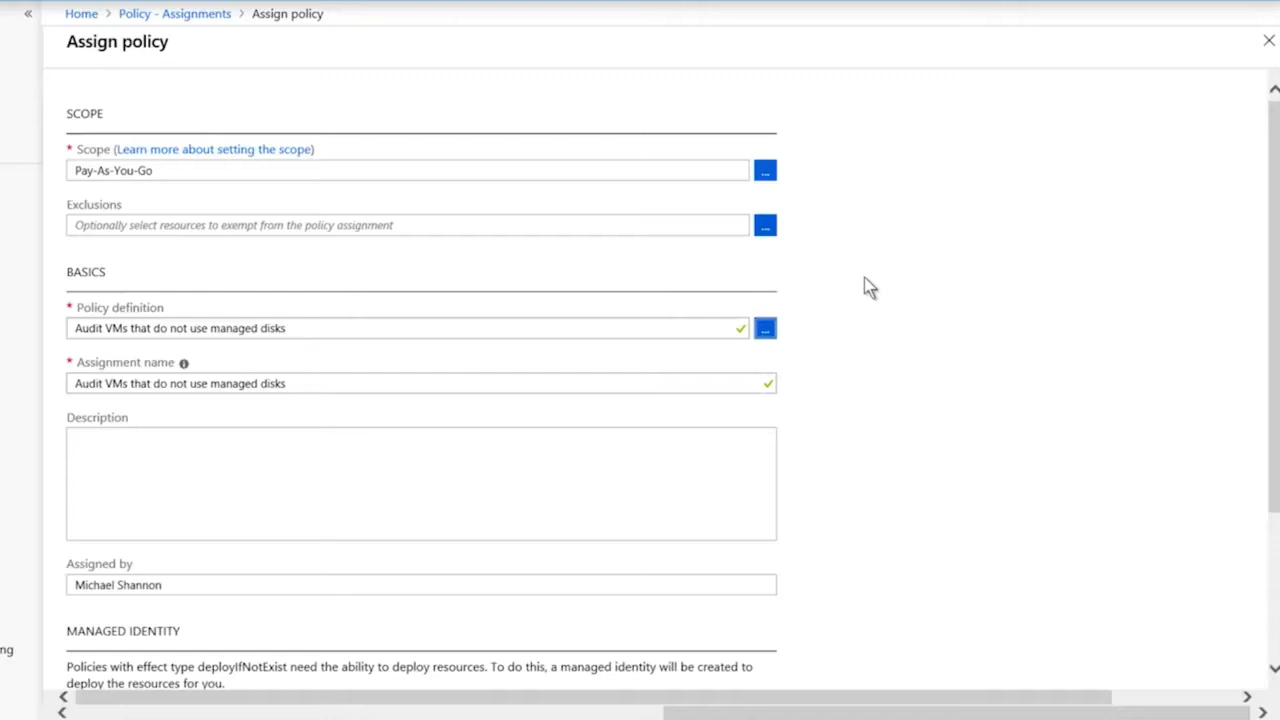 « Home > Policy - Assignments > Assign policy
Assign policy
SCOPE
* Scope (Learn more about setting the scope)
Pay-As-You-Go
...
Exclusions
Optionally select resources to exempt from the policy assignment
...
BASICS
* Policy definition
Audit VMs that do not use managed disks
...
* Assignment name
Audit VMs that do not use managed disks
Description
Assigned by
Michael Shannon
MANAGED IDENTITY
ng
Policies with effect type deployIfNotExist need the ability to deploy resources. To do this, a managed identity will be created to
deploy the resources for you.